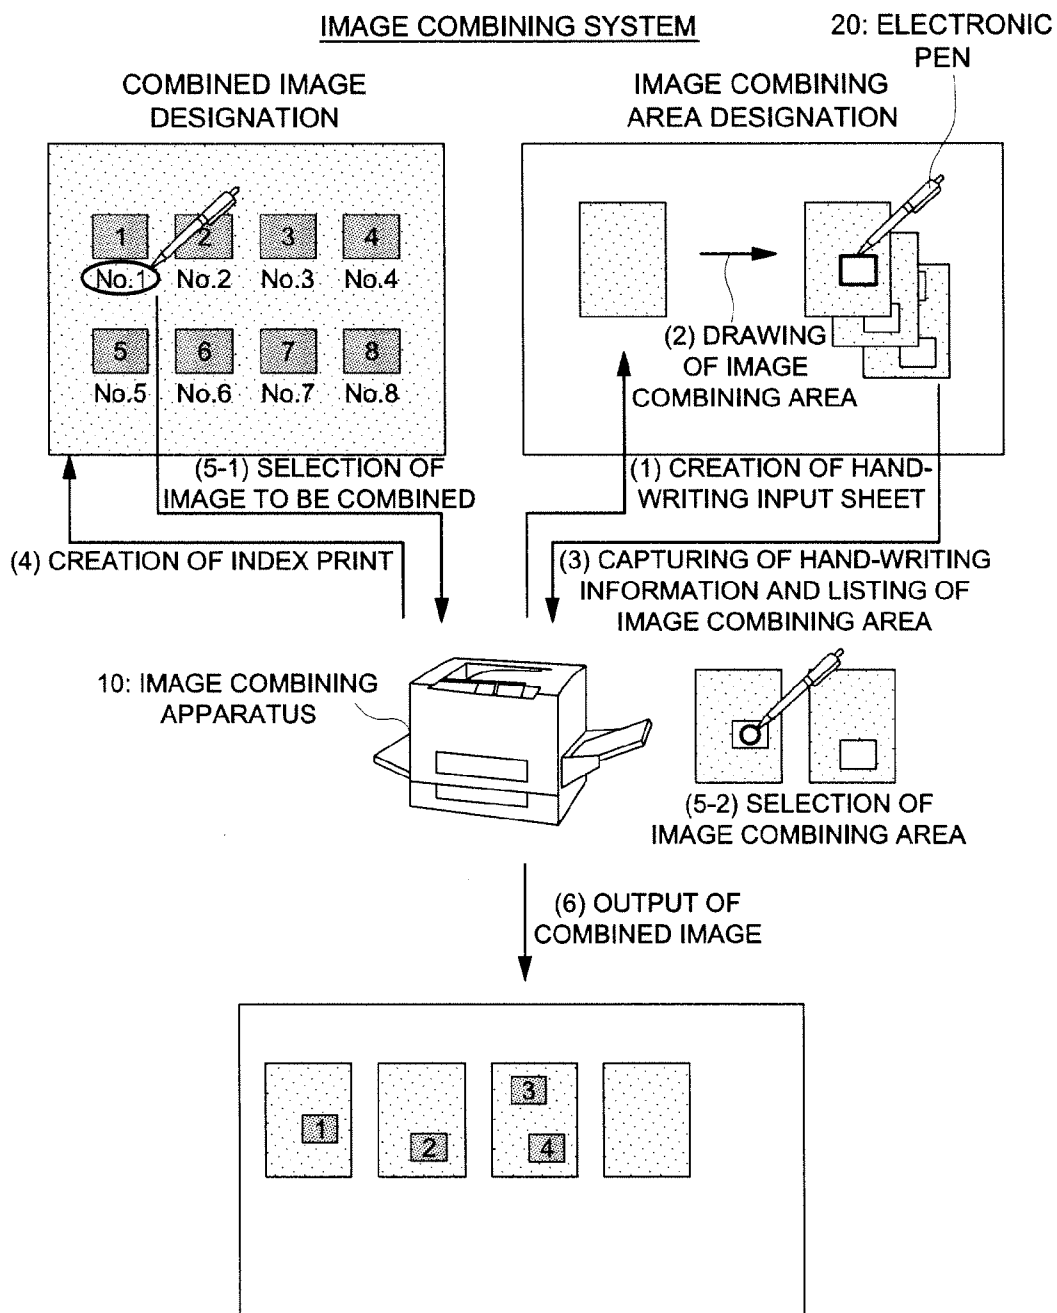 IMAGE COMBINING SYSTEM
20: ELECTRONIC
PEN
COMBINED IMAGE
DESIGNATION
IMAGE COMBINING
AREA DESIGNATION
1 2 3 4
No.1 No.2 No.3 No.4
5 6 7 8
No.5 No.6 No.7 No.8
(2) DRAWING
OF IMAGE
COMBINING AREA
(5-1) SELECTION OF
IMAGE TO BE COMBINED
(1) CREATION OF HAND-
WRITING INPUT SHEET
(4) CREATION OF INDEX PRINT
(3) CAPTURING OF HAND-WRITING
INFORMATION AND LISTING OF
IMAGE COMBINING AREA
10: IMAGE COMBINING
APPARATUS
(5-2) SELECTION OF
IMAGE COMBINING AREA
(6) OUTPUT OF
COMBINED IMAGE
3
1 2 4